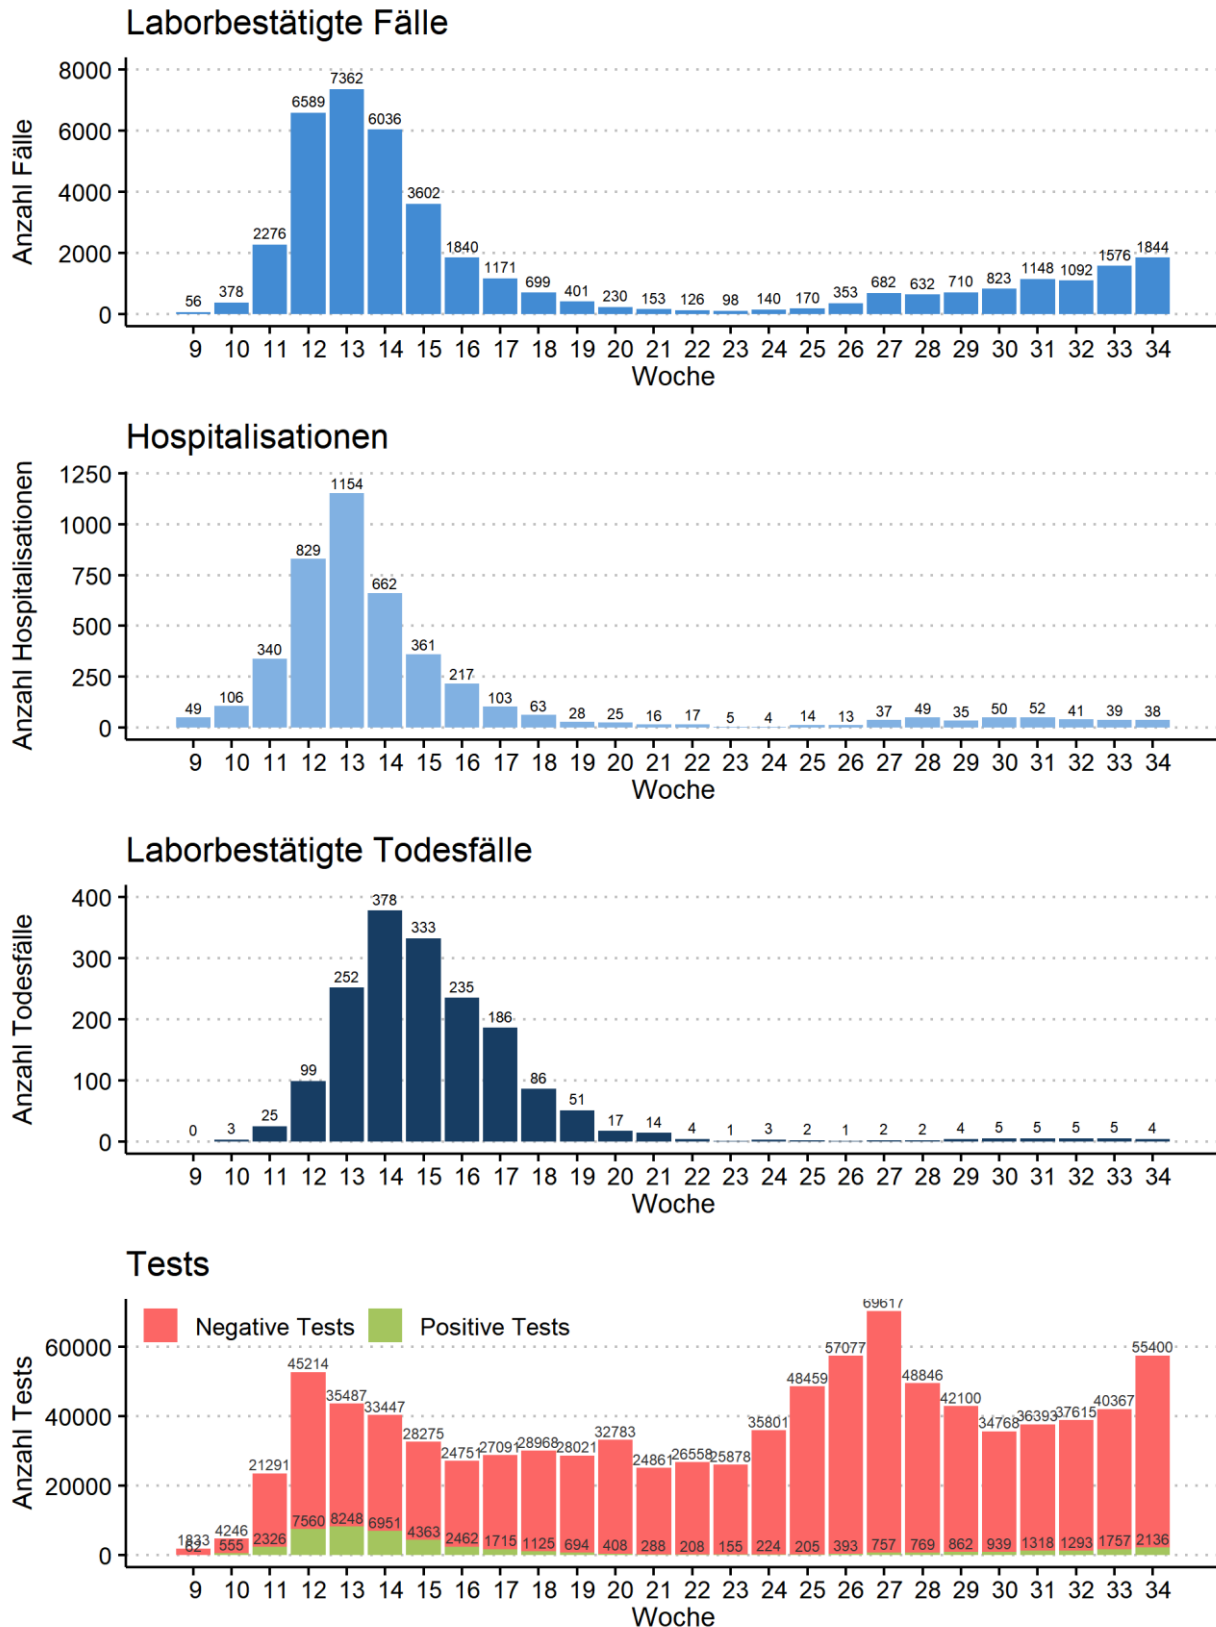 Laborbestätigte Fälle
Anzahl Fälle
8000
6000
4000
2000
0
56 378 2276 6589 7362 6036 3602 1840 1171 699 401 230 153 126 98 140 170 353 682 632 710 823 1148 1092 1576 1844
9 10 11 12 13 14 15 16 17 18 19 20 21 22 23 24 25 26 27 28 29 30 31 32 33 34
Woche
Hospitalisationen
Anzahl Hospitalisationen
1250
1000
750
500
250
0
49 106 340 829 1154 662 361 217 103 63 28 25 16 17 5 4 14 13 37 49 35 50 52 41 39 38
9 10 11 12 13 14 15 16 17 18 19 20 21 22 23 24 25 26 27 28 29 30 31 32 33 34
Woche
Laborbestätigte Todesfälle
Anzahl Todesfälle
400
300
200
100
0
0 3 25 99 252 378 333 235 186 86 51 17 14 4 1 3 2 1 2 2 4 5 5 5 5 4
9 10 11 12 13 14 15 16 17 18 19 20 21 22 23 24 25 26 27 28 29 30 31 32 33 34
Woche
Tests
Negative Tests Positive Tests
Anzahl Tests
60000
40000
20000
0
1833 4246 21291 45214 35487 33447 28275 24751 27091 28968 28021 32783 24861 26558 25878 35801 48459 57077 69617 48846 42100 34768 36393 37615 40367 55400
62 555 2326 7560 8248 6951 4363 2462 1715 1125 694 408 288 208 155 224 205 393 757 769 862 939 1318 1293 1757 2136
9 10 11 12 13 14 15 16 17 18 19 20 21 22 23 24 25 26 27 28 29 30 31 32 33 34
Woche